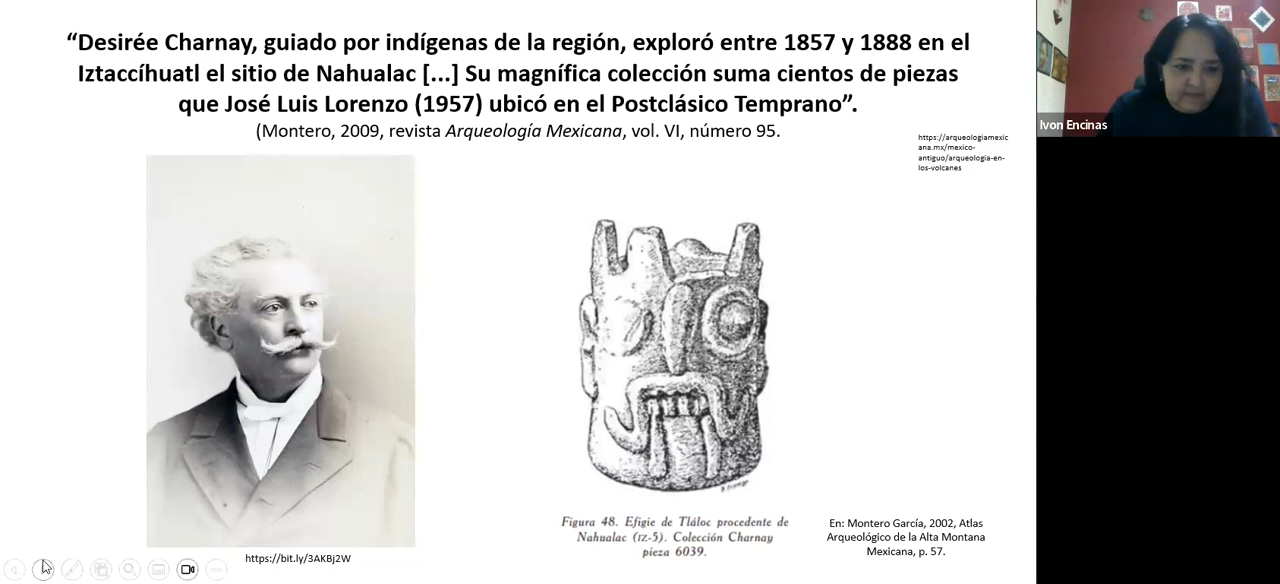 “Desirée Charnay, guiado por indígenas de la región, exploró entre 1857 y 1888 en el
Iztaccíhuatl el sitio de Nahualac [...] Su magnífica colección suma cientos de piezas
que José Luis Lorenzo (1957) ubicó en el Postclásico Temprano”.
(Montero, 2009, revista Arqueología Mexicana, vol. VI, número 95.
https://arqueologiamexic
ana.mx/mexico-
antiguo/arqueologia-en-
los-volcanes
Ivon Encinas
Figura 48. Efigie de Tláloc procedente de
Nahualac (IZ-5). Colección Charnay
pieza 6039.
En: Montero García, 2002, Atlas
Arqueológico de la Alta Montana
Mexicana, p. 57.
https://bit.ly/3AKBj2W